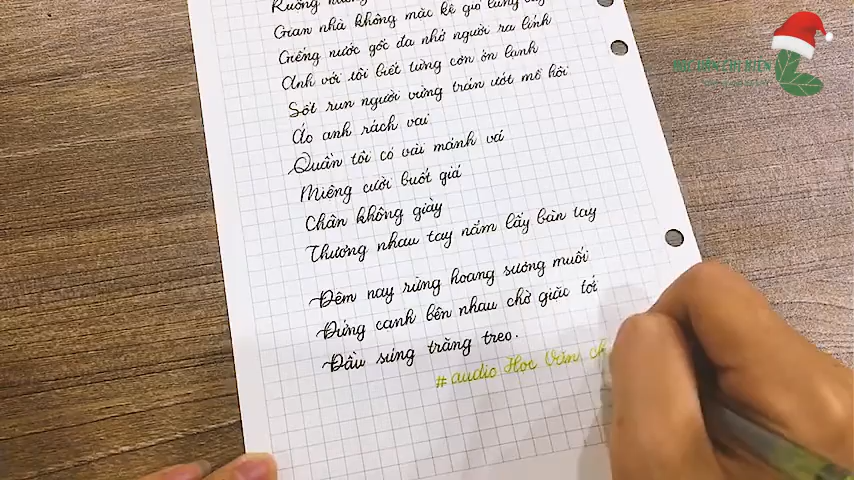 Gian nhà không mặc kệ gió lung lay
Giếng nước gốc đa nhớ người ra lính
Anh với tôi biết từng cơn ớn lạnh
Sốt run người vừng trán ướt mồ hôi
Áo anh rách vai
Quần tôi có vài mảnh vá
Miệng cười buốt giá
Chân không giày
Thương nhau tay nắm lấy bàn tay
Đêm nay rừng hoang sương muối
Đứng cạnh bên nhau chờ giặc tới
Đầu súng trăng treo.
#audio Học Văn ch